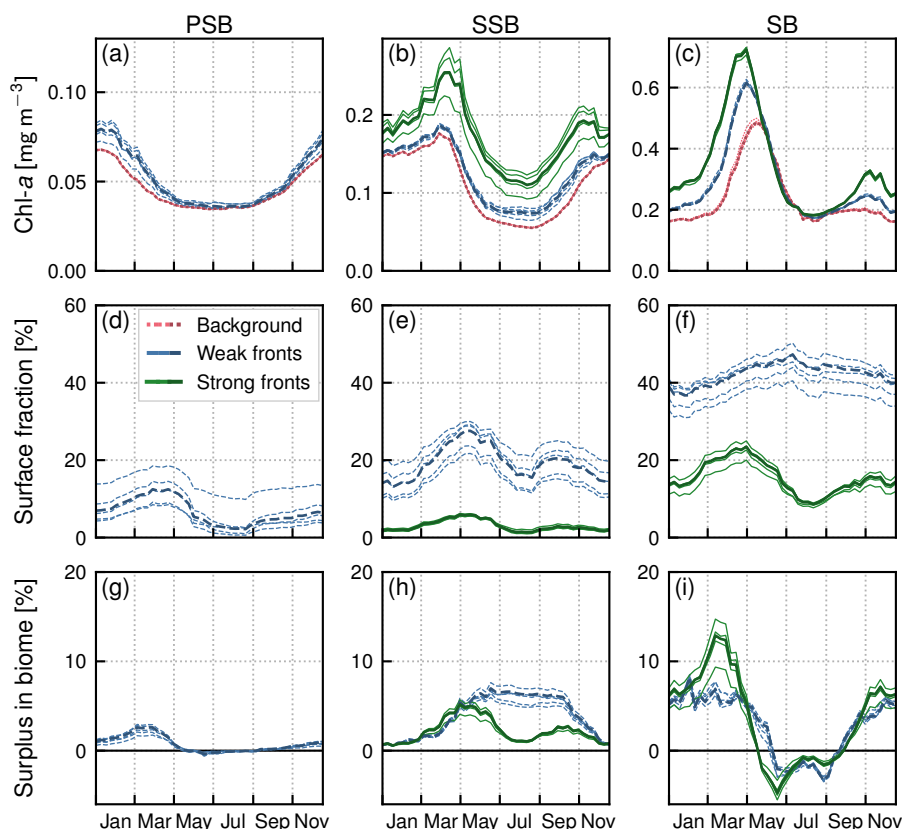 PSB SSB SB
(a) (b) (c)
Chl-a [mg m⁻³]
0.10
0.05
0.00
0.2
0.1
0.0
0.6
0.4
0.2
0.0
(d) (e) (f)
Surface fraction [%]
60
40
20
0
Background
Weak fronts
Strong fronts
60
40
20
0
60
40
20
0
(g) (h) (i)
Surplus in biome [%]
20
10
0
20
10
0
20
10
0
Jan Mar May Jul Sep Nov
Jan Mar May Jul Sep Nov
Jan Mar May Jul Sep Nov